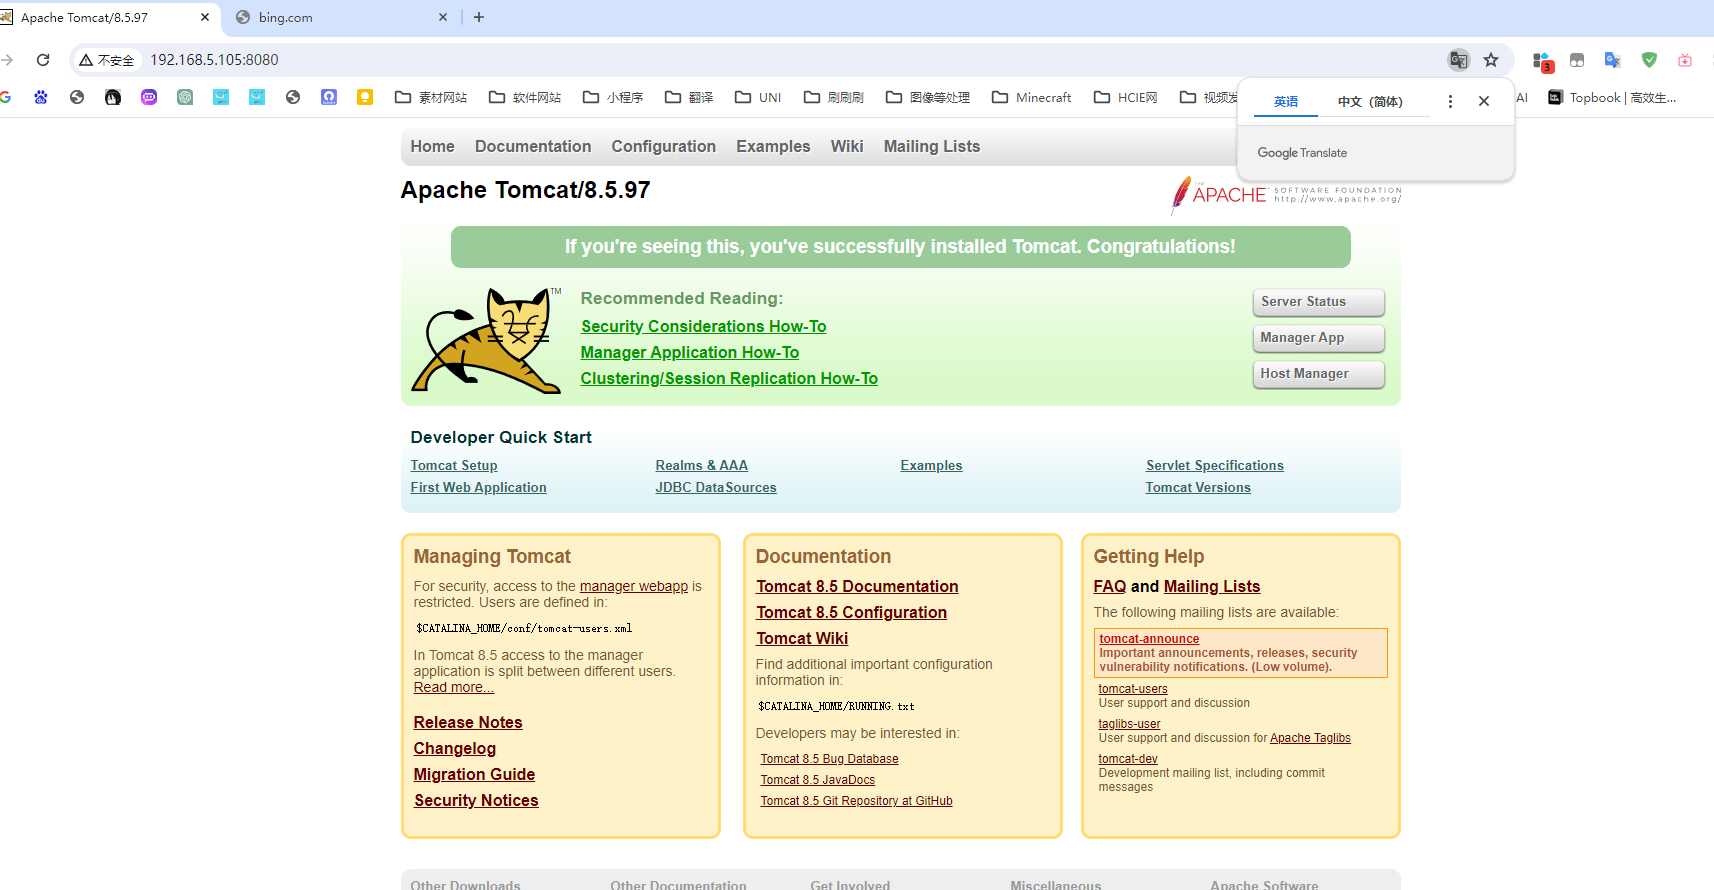 Apache Tomcat/8.5.97
bing.com
不安全
192.168.5.105:8080
3
素材网站
软件网站
小程序
翻译
UNI
刷刷刷
图像等处理
Minecraft
HCIE网
视频发
AI
Topbook | 高效生...
英语
中文（简体）
Google Translate
Home Documentation Configuration Examples Wiki Mailing Lists
Apache Tomcat/8.5.97
THE
APACHE
SOFTWARE FOUNDATION
http://www.apache.org/
If you're seeing this, you've successfully installed Tomcat. Congratulations!
TM
Recommended Reading:
Security Considerations How-To
Manager Application How-To
Clustering/Session Replication How-To
Server Status
Manager App
Host Manager
Developer Quick Start
Tomcat Setup
First Web Application
Realms & AAA
JDBC DataSources
Examples
Servlet Specifications
Tomcat Versions
Managing Tomcat
For security, access to the manager webapp is
restricted. Users are defined in:
$CATALINA_HOME/conf/tomcat-users.xml
In Tomcat 8.5 access to the manager
application is split between different users.
Read more...
Release Notes
Changelog
Migration Guide
Security Notices
Documentation
Tomcat 8.5 Documentation
Tomcat 8.5 Configuration
Tomcat Wiki
Find additional important configuration
information in:
$CATALINA_HOME/RUNNING.txt
Developers may be interested in:
Tomcat 8.5 Bug Database
Tomcat 8.5 JavaDocs
Tomcat 8.5 Git Repository at GitHub
Getting Help
FAQ and Mailing Lists
The following mailing lists are available:
tomcat-announce
Important announcements, releases, security
vulnerability notifications. (Low volume).
tomcat-users
User support and discussion
taglibs-user
User support and discussion for Apache Taglibs
tomcat-dev
Development mailing list, including commit
messages
Other Downloads
Other Documentation
Get Involved
Miscellaneous
Apache Software